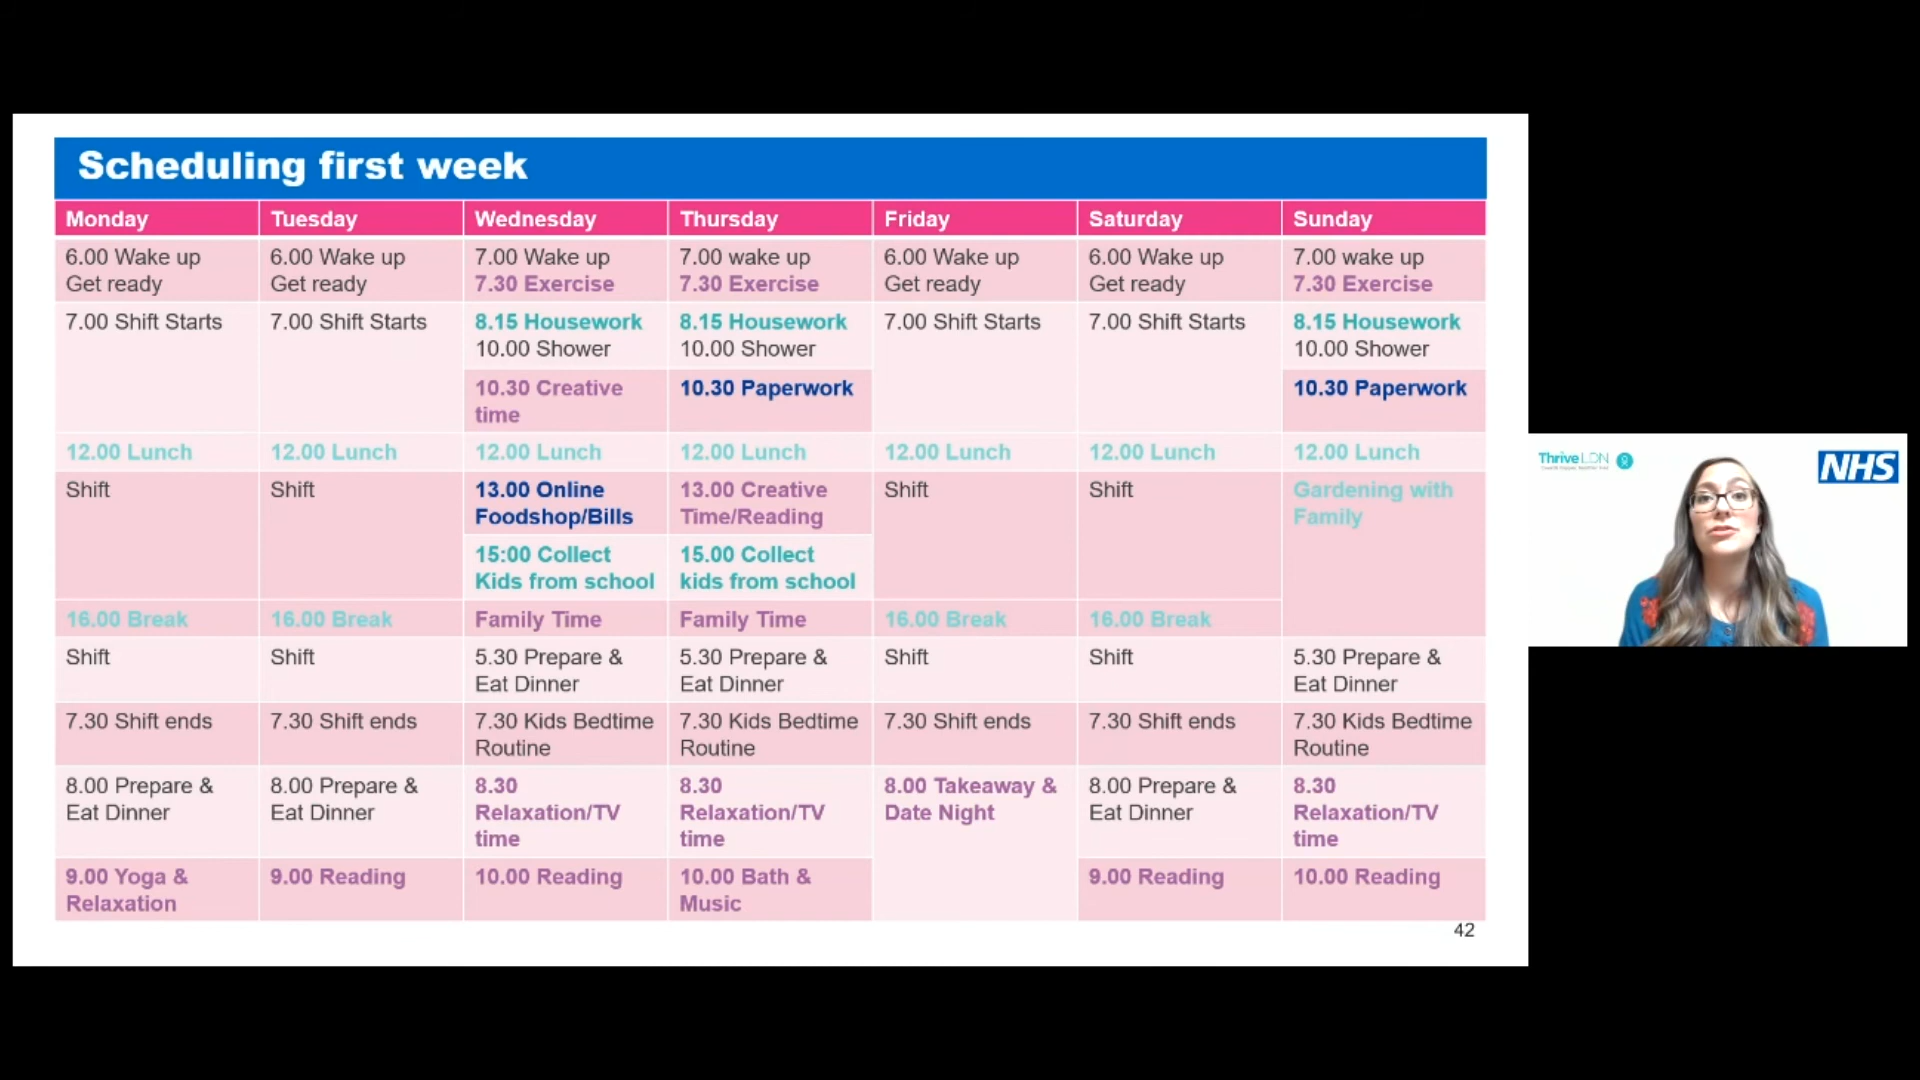 Scheduling first week
Monday Tuesday Wednesday Thursday Friday Saturday Sunday
6.00 Wake up 6.00 Wake up 7.00 Wake up 7.00 wake up 6.00 Wake up 6.00 Wake up 7.00 wake up
Get ready Get ready 7.30 Exercise 7.30 Exercise Get ready Get ready 7.30 Exercise
7.00 Shift Starts 7.00 Shift Starts 8.15 Housework 8.15 Housework 7.00 Shift Starts 7.00 Shift Starts 8.15 Housework
10.00 Shower 10.00 Shower 10.00 Shower
10.30 Creative 10.30 Paperwork 10.30 Paperwork
time
12.00 Lunch 12.00 Lunch 12.00 Lunch 12.00 Lunch 12.00 Lunch 12.00 Lunch 12.00 Lunch
Shift Shift 13.00 Online 13.00 Creative Shift Shift Gardening with
Foodshop/Bills Time/Reading Family
15:00 Collect 15.00 Collect
Kids from school kids from school
16.00 Break 16.00 Break Family Time Family Time 16.00 Break 16.00 Break
Shift Shift 5.30 Prepare & 5.30 Prepare & Shift Shift 5.30 Prepare &
Eat Dinner Eat Dinner Eat Dinner
7.30 Shift ends 7.30 Shift ends 7.30 Kids Bedtime 7.30 Kids Bedtime 7.30 Shift ends 7.30 Shift ends 7.30 Kids Bedtime
Routine Routine Routine
8.00 Prepare & 8.00 Prepare & 8.30 8.30 8.00 Takeaway & 8.00 Prepare & 8.30
Eat Dinner Eat Dinner Relaxation/TV Relaxation/TV Date Night Eat Dinner Relaxation/TV
time time time
9.00 Yoga & 9.00 Reading 10.00 Reading 10.00 Bath & 9.00 Reading 10.00 Reading
Relaxation Music
42
Thrive LDN
NHS